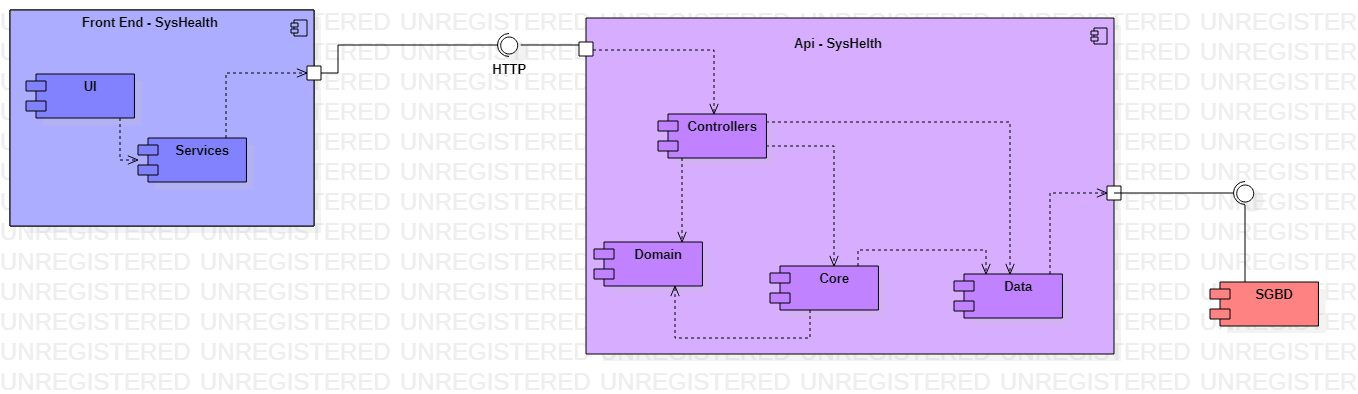 Front End - SysHealth
UI
Services
HTTP
Api - SysHelth
Controllers
Domain
Core
Data
SGBD
UNREGISTERED